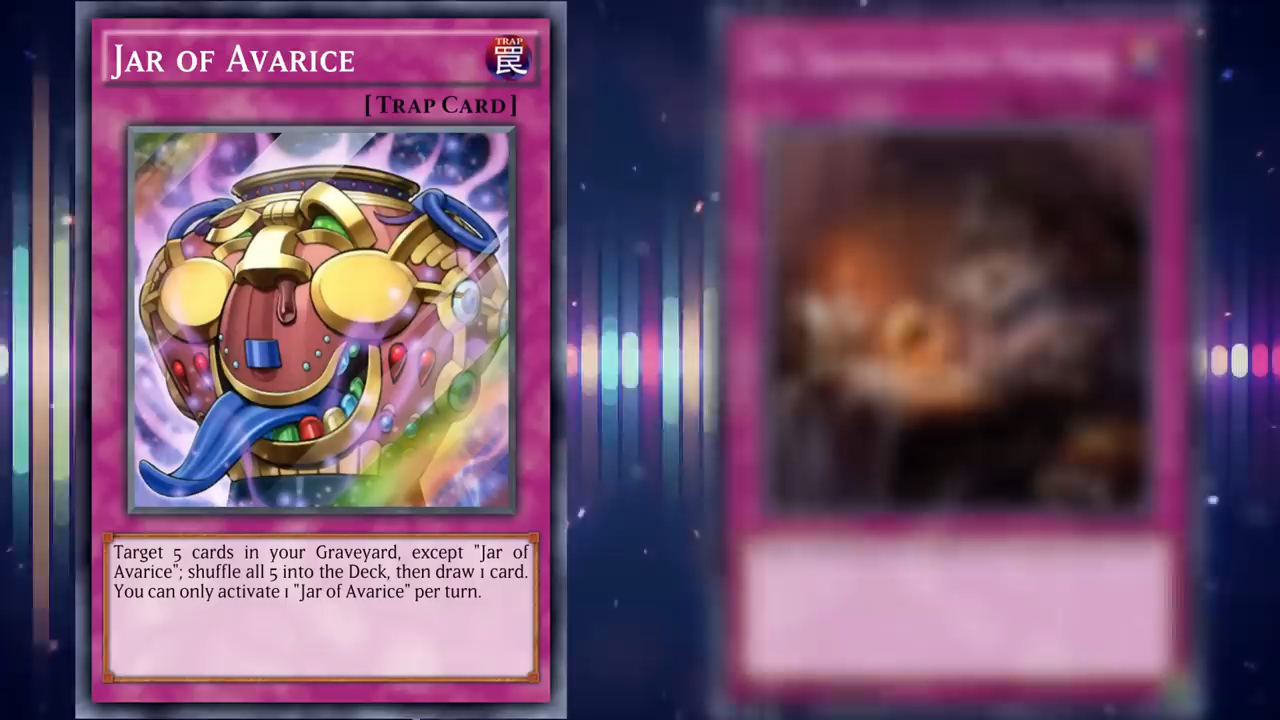 Jar of Avarice
TRAP
罠
[Trap Card]
Target 5 cards in your Graveyard, except "Jar of
Avarice"; shuffle all 5 into the Deck, then draw 1 card.
You can only activate 1 "Jar of Avarice" per turn.